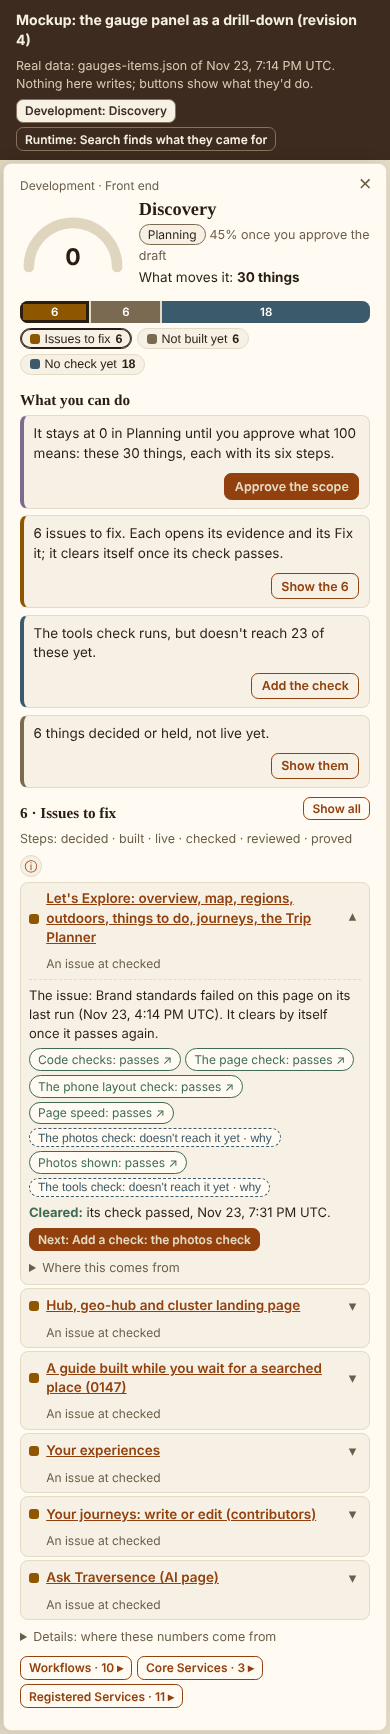 Mockup: the gauge panel as a drill-down (revision
4)
Real data: gauges-items.json of Nov 23, 7:14 PM UTC.
Nothing here writes; buttons show what they'd do.
Development: Discovery
Runtime: Search finds what they came for
Development · Front end ✕
Discovery
0
Planning 45% once you approve the
draft
What moves it: 30 things
6 6 18
Issues to fix 6 Not built yet 6
No check yet 18
What you can do
It stays at 0 in Planning until you approve what 100
means: these 30 things, each with its six steps.
Approve the scope
6 issues to fix. Each opens its evidence and its Fix
it; it clears itself once its check passes.
Show the 6
The tools check runs, but doesn't reach 23 of
these yet.
Add the check
6 things decided or held, not live yet.
Show them
6 · Issues to fix Show all
Steps: decided · built · live · checked · reviewed · proved
ⓘ
Let's Explore: overview, map, regions,
outdoors, things to do, journeys, the Trip ▲
Planner
An issue at checked
The issue: Brand standards failed on this page on its
last run (Nov 23, 4:14 PM UTC). It clears by itself
once it passes again.
Code checks: passes ↗ The page check: passes ↗
The phone layout check: passes ↗
Page speed: passes ↗
The photos check: doesn't reach it yet · why
Photos shown: passes ↗
The tools check: doesn't reach it yet · why
Cleared: its check passed, Nov 23, 7:31 PM UTC.
Next: Add a check: the photos check
▶ Where this comes from
Hub, geo-hub and cluster landing page ▼
An issue at checked
A guide built while you wait for a searched
place (0147) ▼
An issue at checked
Your experiences ▼
An issue at checked
Your journeys: write or edit (contributors) ▼
An issue at checked
Ask Traversence (AI page) ▼
An issue at checked
▶ Details: where these numbers come from
Workflows · 10 ▸ Core Services · 3 ▸
Registered Services · 11 ▸